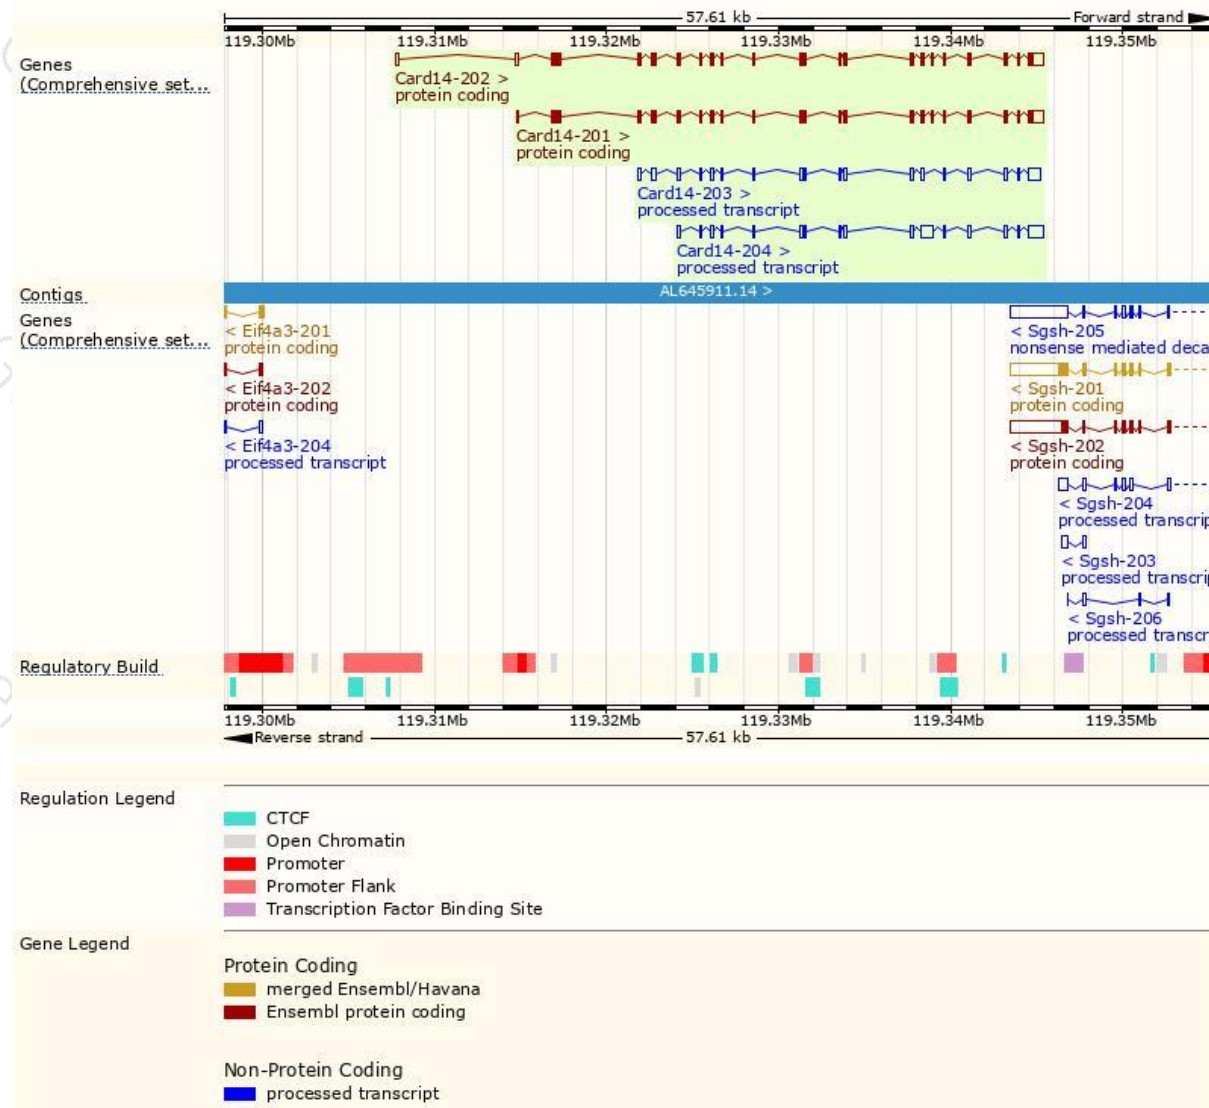 57.61 kb Forward strand
119.30Mb 119.31Mb 119.32Mb 119.33Mb 119.34Mb 119.35Mb
Genes
(Comprehensive set...
Card14-202 >
protein coding
Card14-201 >
protein coding
Card14-203 >
processed transcript
Card14-204 >
processed transcript
Contigs
AL645911.14 >
Genes
(Comprehensive set...
< Eif4a3-201
protein coding
< Eif4a3-202
protein coding
< Eif4a3-204
processed transcript
< Sgsh-205
nonsense mediated deca
< Sgsh-201
protein coding
< Sgsh-202
protein coding
< Sgsh-204
processed transcrip
< Sgsh-203
processed transcri
< Sgsh-206
processed transcr
Regulatory Build
119.30Mb 119.31Mb 119.32Mb 119.33Mb 119.34Mb 119.35Mb
Reverse strand 57.61 kb
Regulation Legend
CTCF
Open Chromatin
Promoter
Promoter Flank
Transcription Factor Binding Site
Gene Legend
Protein Coding
merged Ensembl/Havana
Ensembl protein coding
Non-Protein Coding
processed transcript